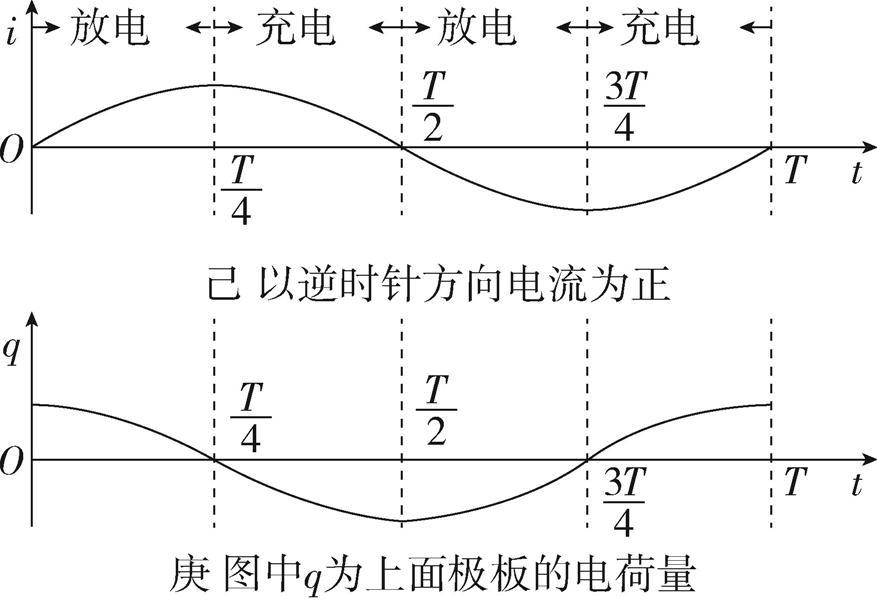 i 放电 充电 放电 充电
T/2 3T/4
O T/4 T t
己 以逆时针方向电流为正
q
T/4 T/2
O 3T/4 T t
庚 图中q为上面极板的电荷量